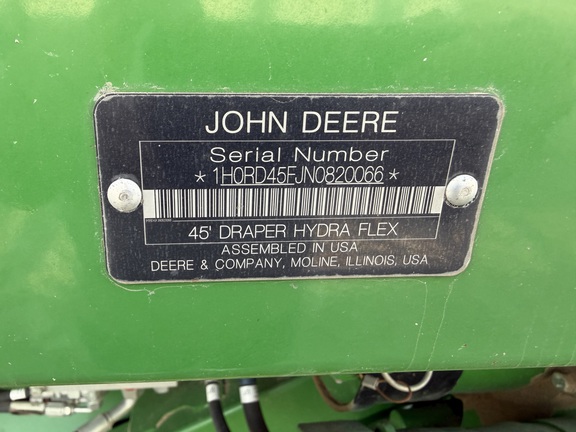 JOHN DEERE
Serial Number
* 1H0RD45FJN0820066 *
45' DRAPER HYDRA FLEX
ASSEMBLED IN USA
DEERE & COMPANY, MOLINE, ILLINOIS, USA